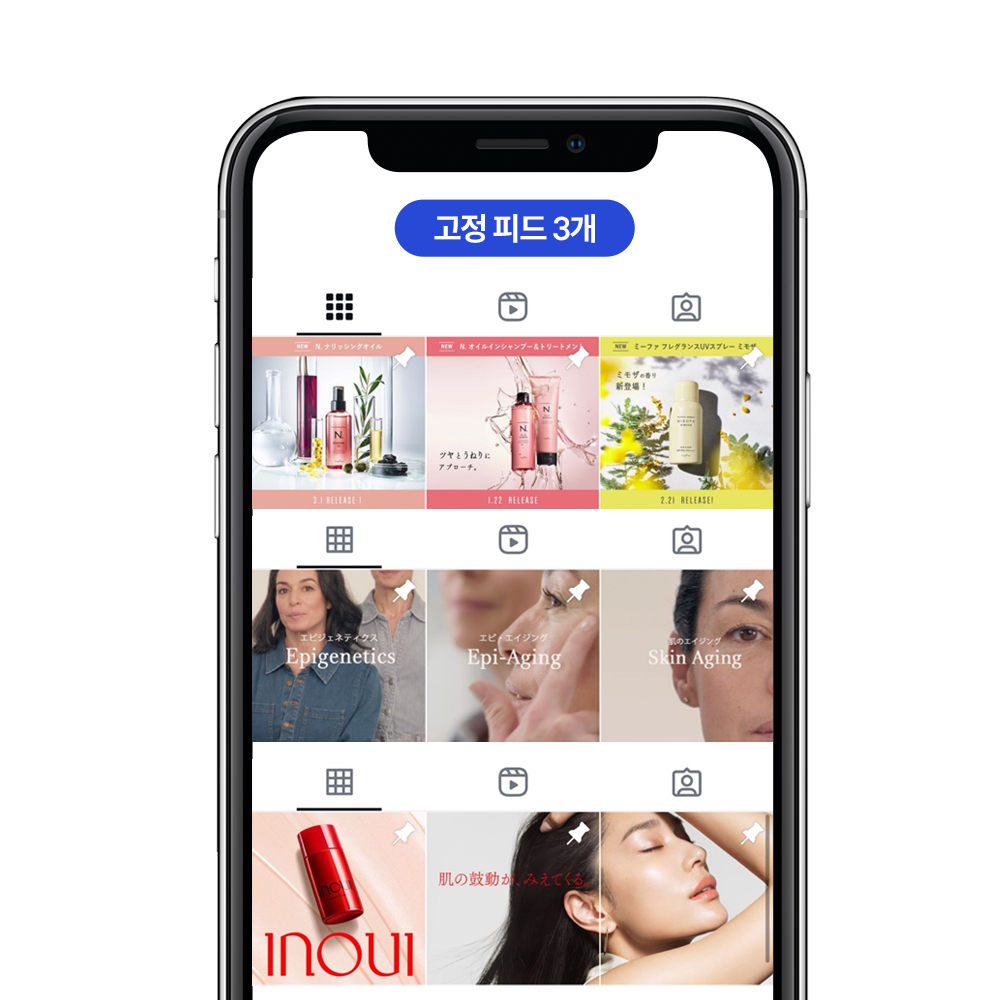 고정 피드 3개
NEW N. ナリッシングオイル
NEW N. オイルインシャンプー&トリートメント
NEW ミーファ フレグランスUVスプレー ミモザ
ミモザの香り
新登場!
N.
N.
N.
ツヤとうねりに
アプローチ。
3.1 RELEASE !
1.22 RELEASE
2.21 RELEASE!
エピジェネティクス
Epigenetics
エピ・エイジング
Epi-Aging
肌のエイジング
Skin Aging
INOUI
INOUI
肌の鼓動が、みえてくる。